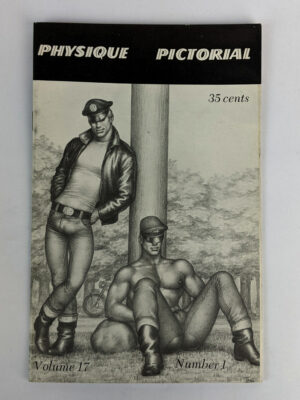 PHYSIQUE PICTORIAL
35 cents
Volume 17 Number 1